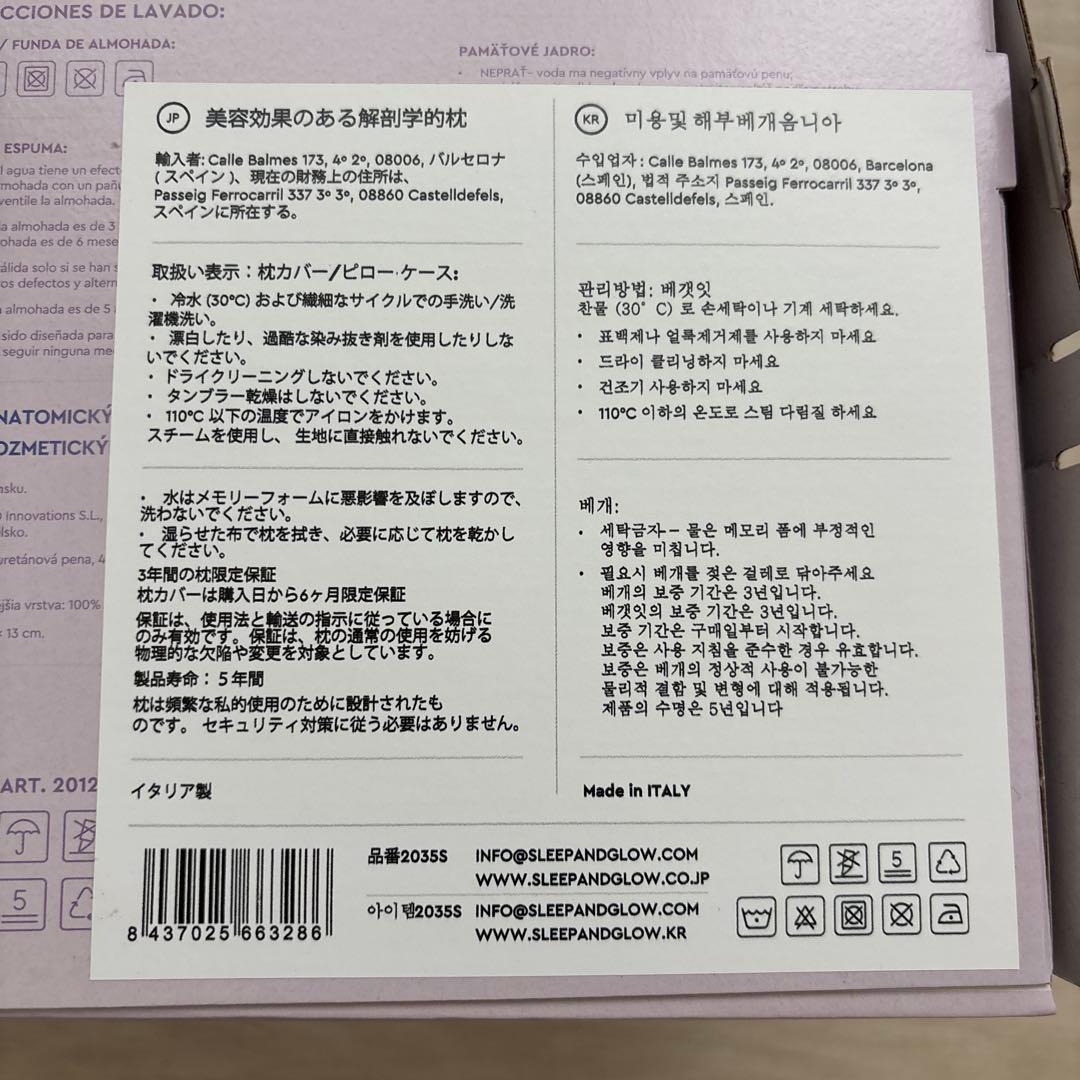 CCIONES DE LAVADO:
/ FUNDA DE ALMOHADA:
PAMÄŤOVÉ JADRO:
• NEPRAŤ– voda ma negatívny vplyv na pamäťovú penu;
ESPUMA:
l agua tiene un efect
mohada con un pañ
ventile la almohada.
a almohada es de 3
ohada es de 6 mese
álida solo si se han s
os defectos y altern
almohada es de 5
sido diseñada para
seguir ninguna me
NATOMICKÝ
OZMETICKÝ
nsku.
Innovations S.L.,
lsko.
uretánová pena, 4
jšia vrstva: 100%
× 13 cm.
ART. 2012
5
JP 美容効果のある解剖学的枕
輸入者: Calle Balmes 173, 4º 2º, 08006, バルセロナ
( スペイン )、現在の財務上の住所は、
Passeig Ferrocarril 337 3º 3º, 08860 Castelldefels,
スペインに所在する。
取扱い表示：枕カバー/ピロー·ケース:
・ 冷水 (30°C) および繊細なサイクルでの手洗い/洗
濯機洗い。
・ 漂白したり、過酷な染み抜き剤を使用したりしな
いでください。
・ ドライクリーニングしないでください。
・ タンブラー乾燥はしないでください。
・ 110°C 以下の温度でアイロンをかけます。
スチームを使用し、 生地に直接触れないでください。
・ 水はメモリーフォームに悪影響を及ぼしますので、
洗わないでください。
・ 湿らせた布で枕を拭き、必要に応じて枕を乾かし
てください。
3年間の枕限定保証
枕カバーは購入日から6ヶ月限定保証
保証は、使用法と輸送の指示に従っている場合に
のみ有効です。保証は、枕の通常の使用を妨げる
物理的な欠陥や変更を対象としています。
製品寿命： 5 年間
枕は頻繁な私的使用のために設計されたも
のです。 セキュリティ対策に従う必要はありません。
イタリア製
KR 미용및 해부베개옴니아
수입업자 : Calle Balmes 173, 4º 2º, 08006, Barcelona
(스페인), 법적 주소지 Passeig Ferrocarril 337 3º 3º,
08860 Castelldefels, 스페인.
관리방법: 베갯잇
찬물 (30° C) 로 손세탁이나 기계 세탁하세요.
• 표백제나 얼룩제거제를 사용하지 마세요
• 드라이 클리닝하지 마세요
• 건조기 사용하지 마세요
• 110°C 이하의 온도로 스팀 다림질 하세요
베개:
• 세탁금자 – 물은 메모리 폼에 부정적인
영향을 미칩니다.
• 필요시 베개를 젖은 걸레로 닦아주세요
베개의 보증 기간은 3년입니다.
베갯잇의 보증 기간은 3년입니다.
보증 기간은 구매일부터 시작합니다.
보증은 사용 지침을 준수한 경우 유효합니다.
보증은 베개의 정상적 사용이 불가능한
물리적 결함 및 변형에 대해 적용됩니다.
제품의 수명은 5년입니다
Made in ITALY
8 437025 663286
品番2035S INFO@SLEEPANDGLOW.COM
WWW.SLEEPANDGLOW.CO.JP
아이템2035S INFO@SLEEPANDGLOW.COM
WWW.SLEEPANDGLOW.KR
5